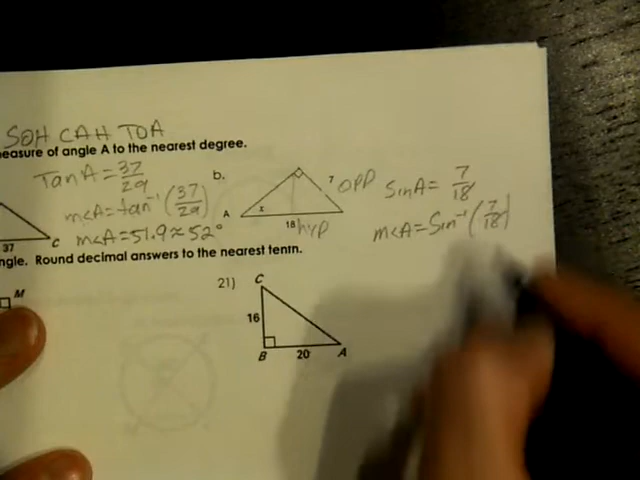 SOH CAH TOA
easure of angle A to the nearest degree.
Tan A = 37/29
m<A = tan⁻¹ (37/29)
m<A = 51.9 ≈ 52°
37
C
b.
A
x
7 OPP
18 hyp
sin A = 7/18
m<A = Sin⁻¹ (7/18)
ngle. Round decimal answers to the nearest tenth.
M
21)
C
16
B
20
A